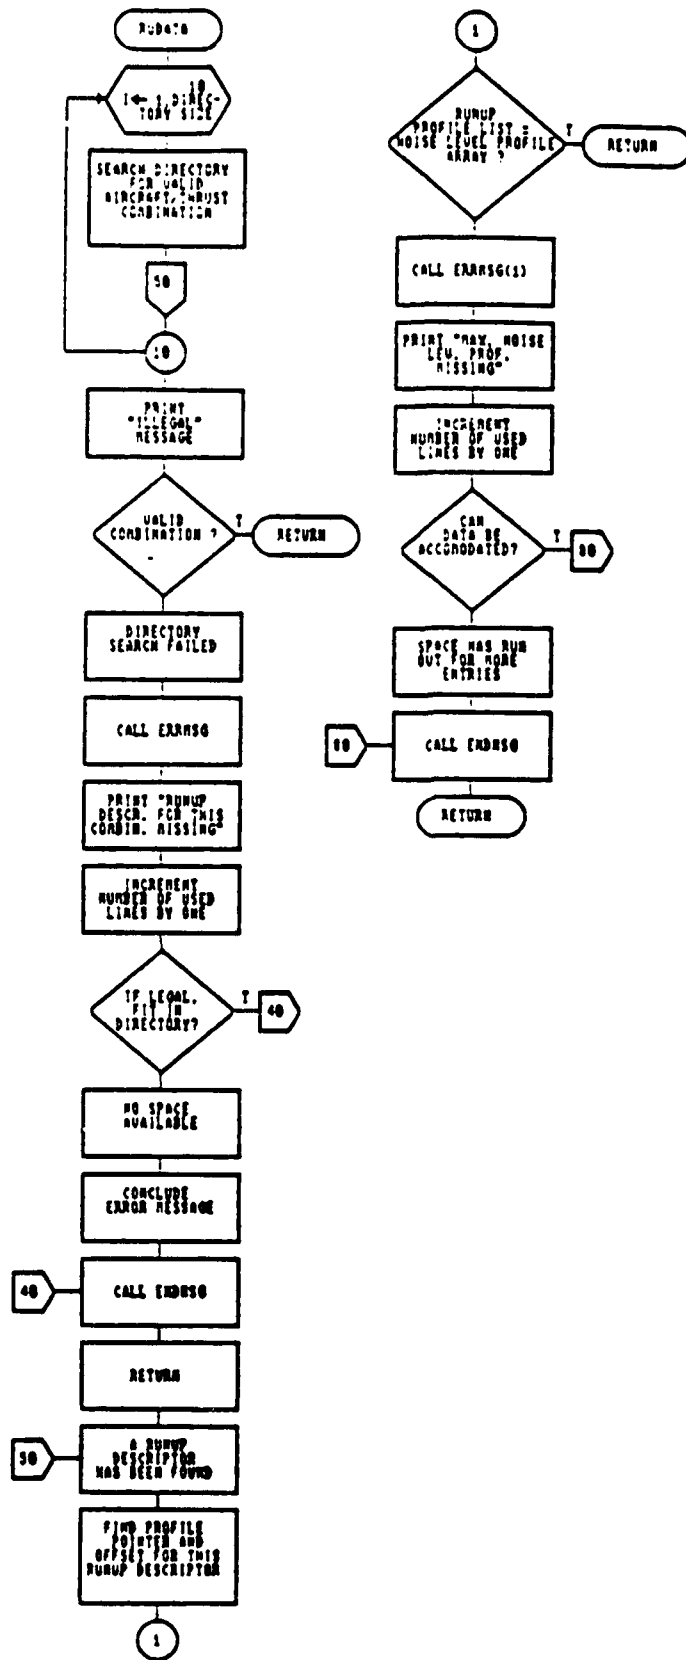 RUDATA
10
I← 1,DIREC-
TORY SIZE
SEARCH DIRECTORY
FOR VALID
AIRCRAFT/THRUST
COMBINATION
50
10
PRINT
"ILLEGAL"
MESSAGE
VALID
COMBINATION ?
T
RETURN
DIRECTORY
SEARCH FAILED
CALL ERRMSG
PRINT "RUNUP
DESCR. FOR THIS
COMBIN. MISSING"
INCREMENT
NUMBER OF USED
LINES BY ONE
IF LEGAL,
FIT IN
DIRECTORY?
T
40
NO SPACE
AVAILABLE
CONCLUDE
ERROR MESSAGE
40
CALL ENDMSG
RETURN
50
A RUNUP
DESCRIPTOR
HAS BEEN FOUND
FIND PROFILE
POINTER AND
OFFSET FOR THIS
RUNUP DESCRIPTOR
1
1
RUNUP
PROFILE LIST =
NOISE LEVEL PROFILE
ARRAY ?
T
RETURN
CALL ERRMSG(1)
PRINT "MAX. NOISE
LEV. PROF.
MISSING"
INCREMENT
NUMBER OF USED
LINES BY ONE
CAN
DATA BE
ACCOMODATED?
T
80
SPACE HAS RUN
OUT FOR MORE
ENTRIES
80
CALL ENDMSG
RETURN